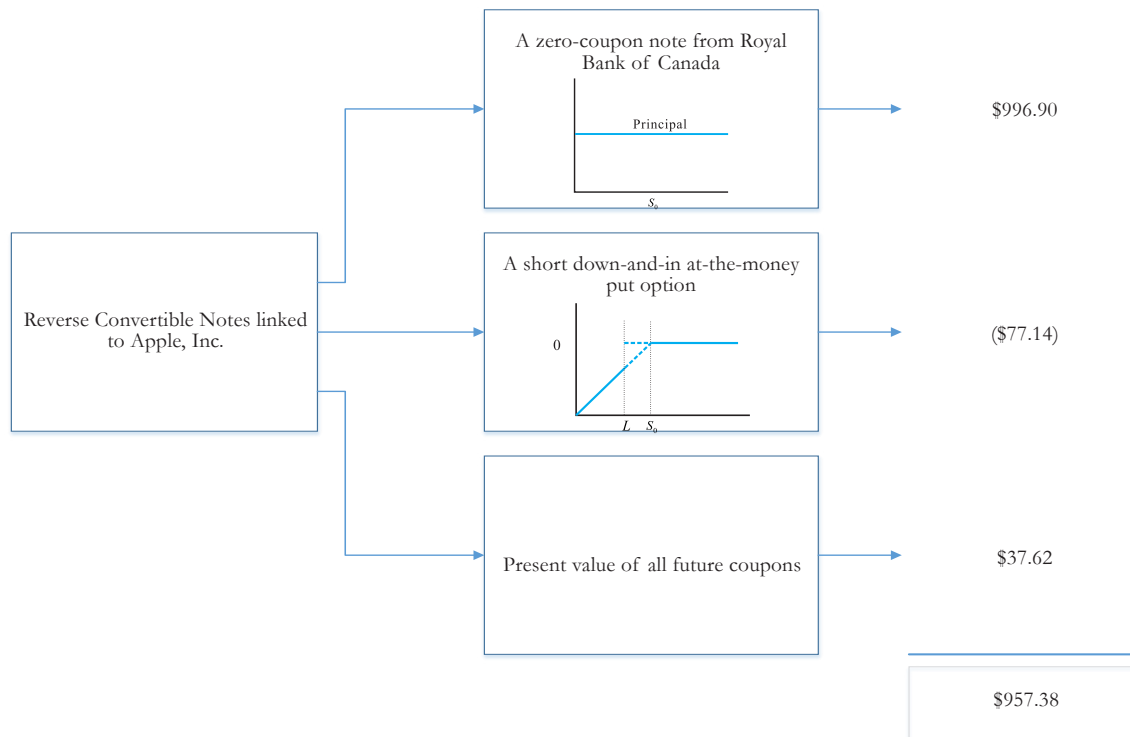 A zero-coupon note from Royal
Bank of Canada
Principal
S₀
$996.90
Reverse Convertible Notes linked
to Apple, Inc.
A short down-and-in at-the-money
put option
0
L S₀
($77.14)
Present value of all future coupons
$37.62
$957.38